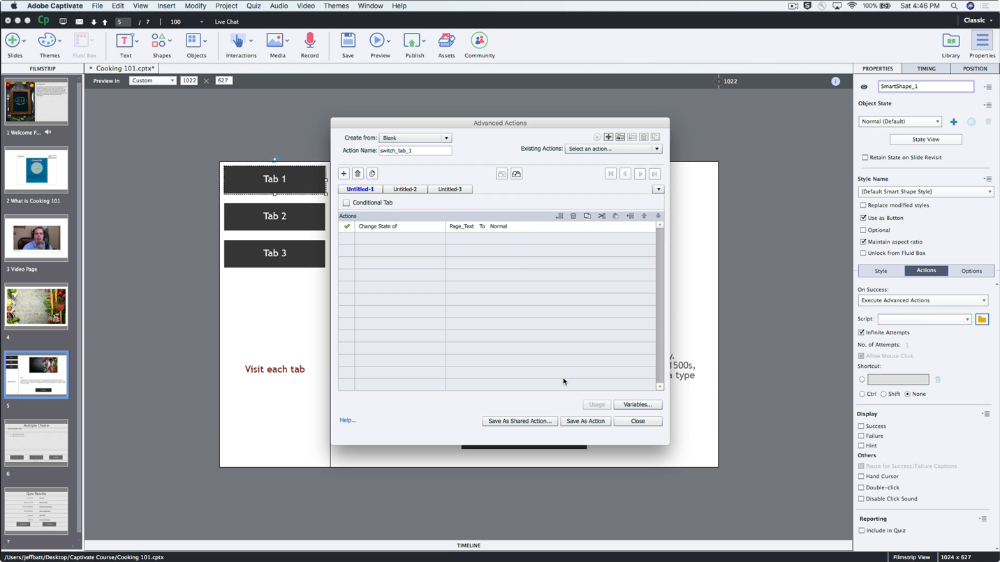 Adobe Captivate File Edit View Insert Modify Project Quiz Audio Video Themes Window Help 100% Sat 4:46 PM
Cp 5 / 7 100 Live Chat Classic
Slides Themes Fluid Box Text Shapes Objects Interactions Media Record Save Preview Publish Assets Community Library Properties
FILMSTRIP × Cooking 101.cptx* PROPERTIES TIMING POSITION
Preview in Custom 1022 × 627 1022
SmartShape_1
Object State
Normal (Default)
State View
Retain State on Slide Revisit
Style Name
[Default Smart Shape Style]
Replace modified styles
Use as Button
Optional
Maintain aspect ratio
Unlock from Fluid Box
Style Actions Options
On Success:
Execute Advanced Actions
Script:
Infinite Attempts
No. of Attempts: 1
Allow Mouse Click
Shortcut:
Ctrl Shift None
Display
Success
Failure
Hint
Others
Pause for Success/Failure Captions
Hand Cursor
Double-click
Disable Click Sound
Reporting
Include in Quiz
1 Welcome P...
2 What is Cooking 101
3 Video Page
4
5
Multiple Choice
6
Quiz Results
7
Tab 1
Tab 2
Tab 3
Visit each tab
y.
1500s,
a type
Advanced Actions
Create from: Blank
Action Name: switch_tab_1
Existing Actions: Select an action...
Untitled-1 Untitled-2 Untitled-3
Conditional Tab
Actions
Change State of Page_Text To Normal
Usage Variables...
Help... Save As Shared Action... Save As Action Close
TIMELINE
/Users/jeffbatt/Desktop/Captivate Course/Cooking 101.cptx Filmstrip View 1024 x 627